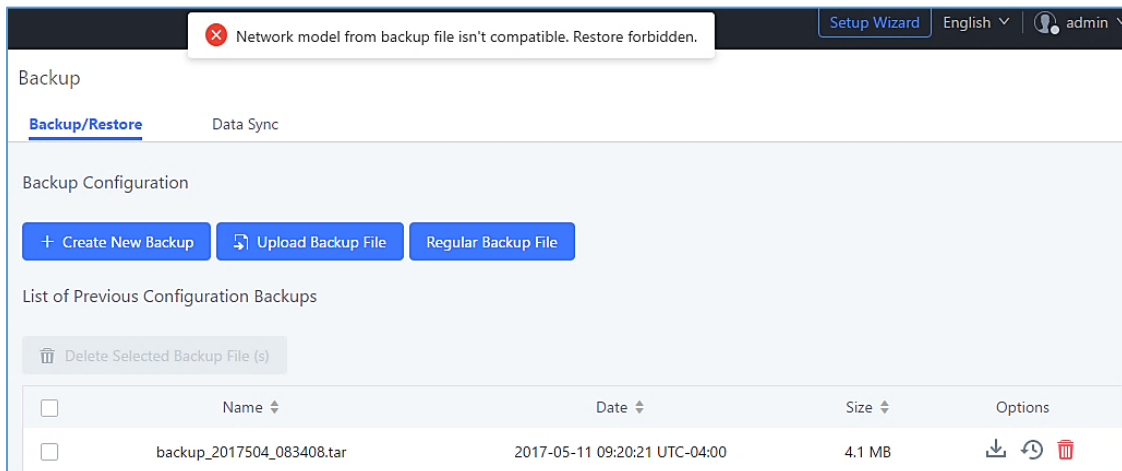 Setup Wizard English admin
Network model from backup file isn't compatible. Restore forbidden.
Backup
Backup/Restore Data Sync
Backup Configuration
+ Create New Backup Upload Backup File Regular Backup File
List of Previous Configuration Backups
Delete Selected Backup File (s)
Name Date Size Options
backup_2017504_083408.tar 2017-05-11 09:20:21 UTC-04:00 4.1 MB